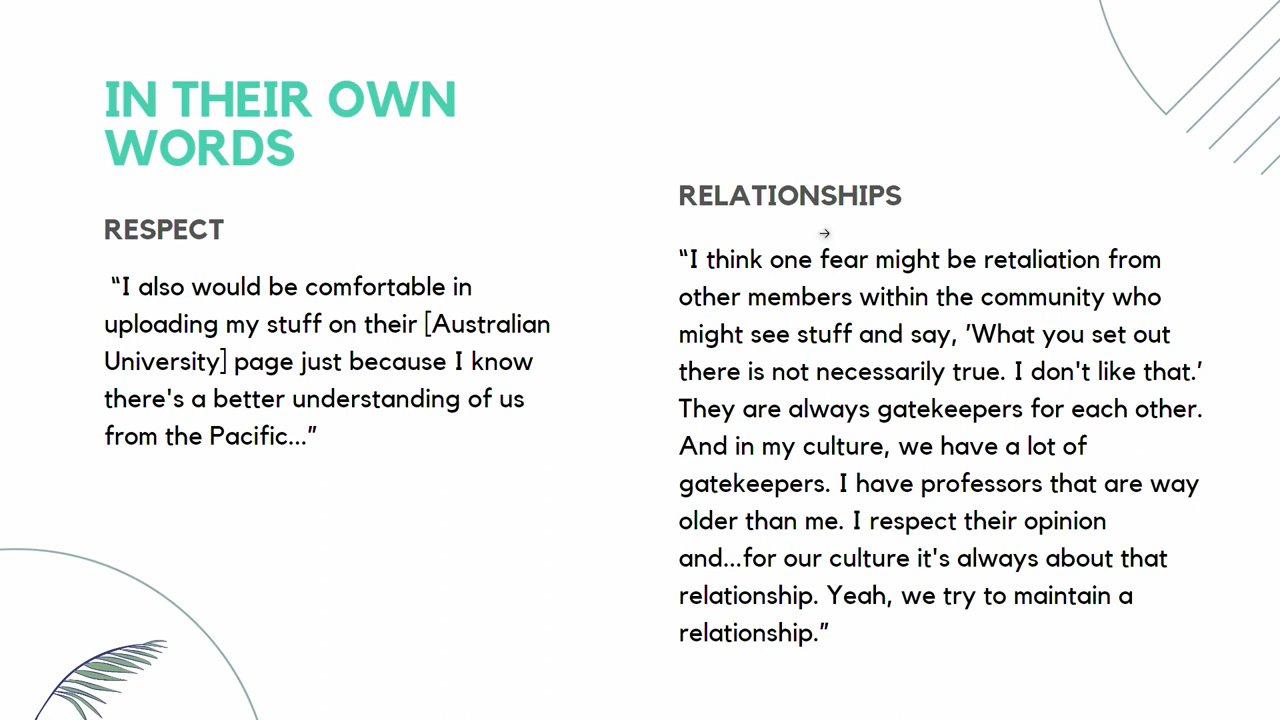 IN THEIR OWN
WORDS
RESPECT
“I also would be comfortable in
uploading my stuff on their [Australian
University] page just because I know
there's a better understanding of us
from the Pacific...”
RELATIONSHIPS
“I think one fear might be retaliation from
other members within the community who
might see stuff and say, ‘What you set out
there is not necessarily true. I don't like that.’
They are always gatekeepers for each other.
And in my culture, we have a lot of
gatekeepers. I have professors that are way
older than me. I respect their opinion
and...for our culture it's always about that
relationship. Yeah, we try to maintain a
relationship.”